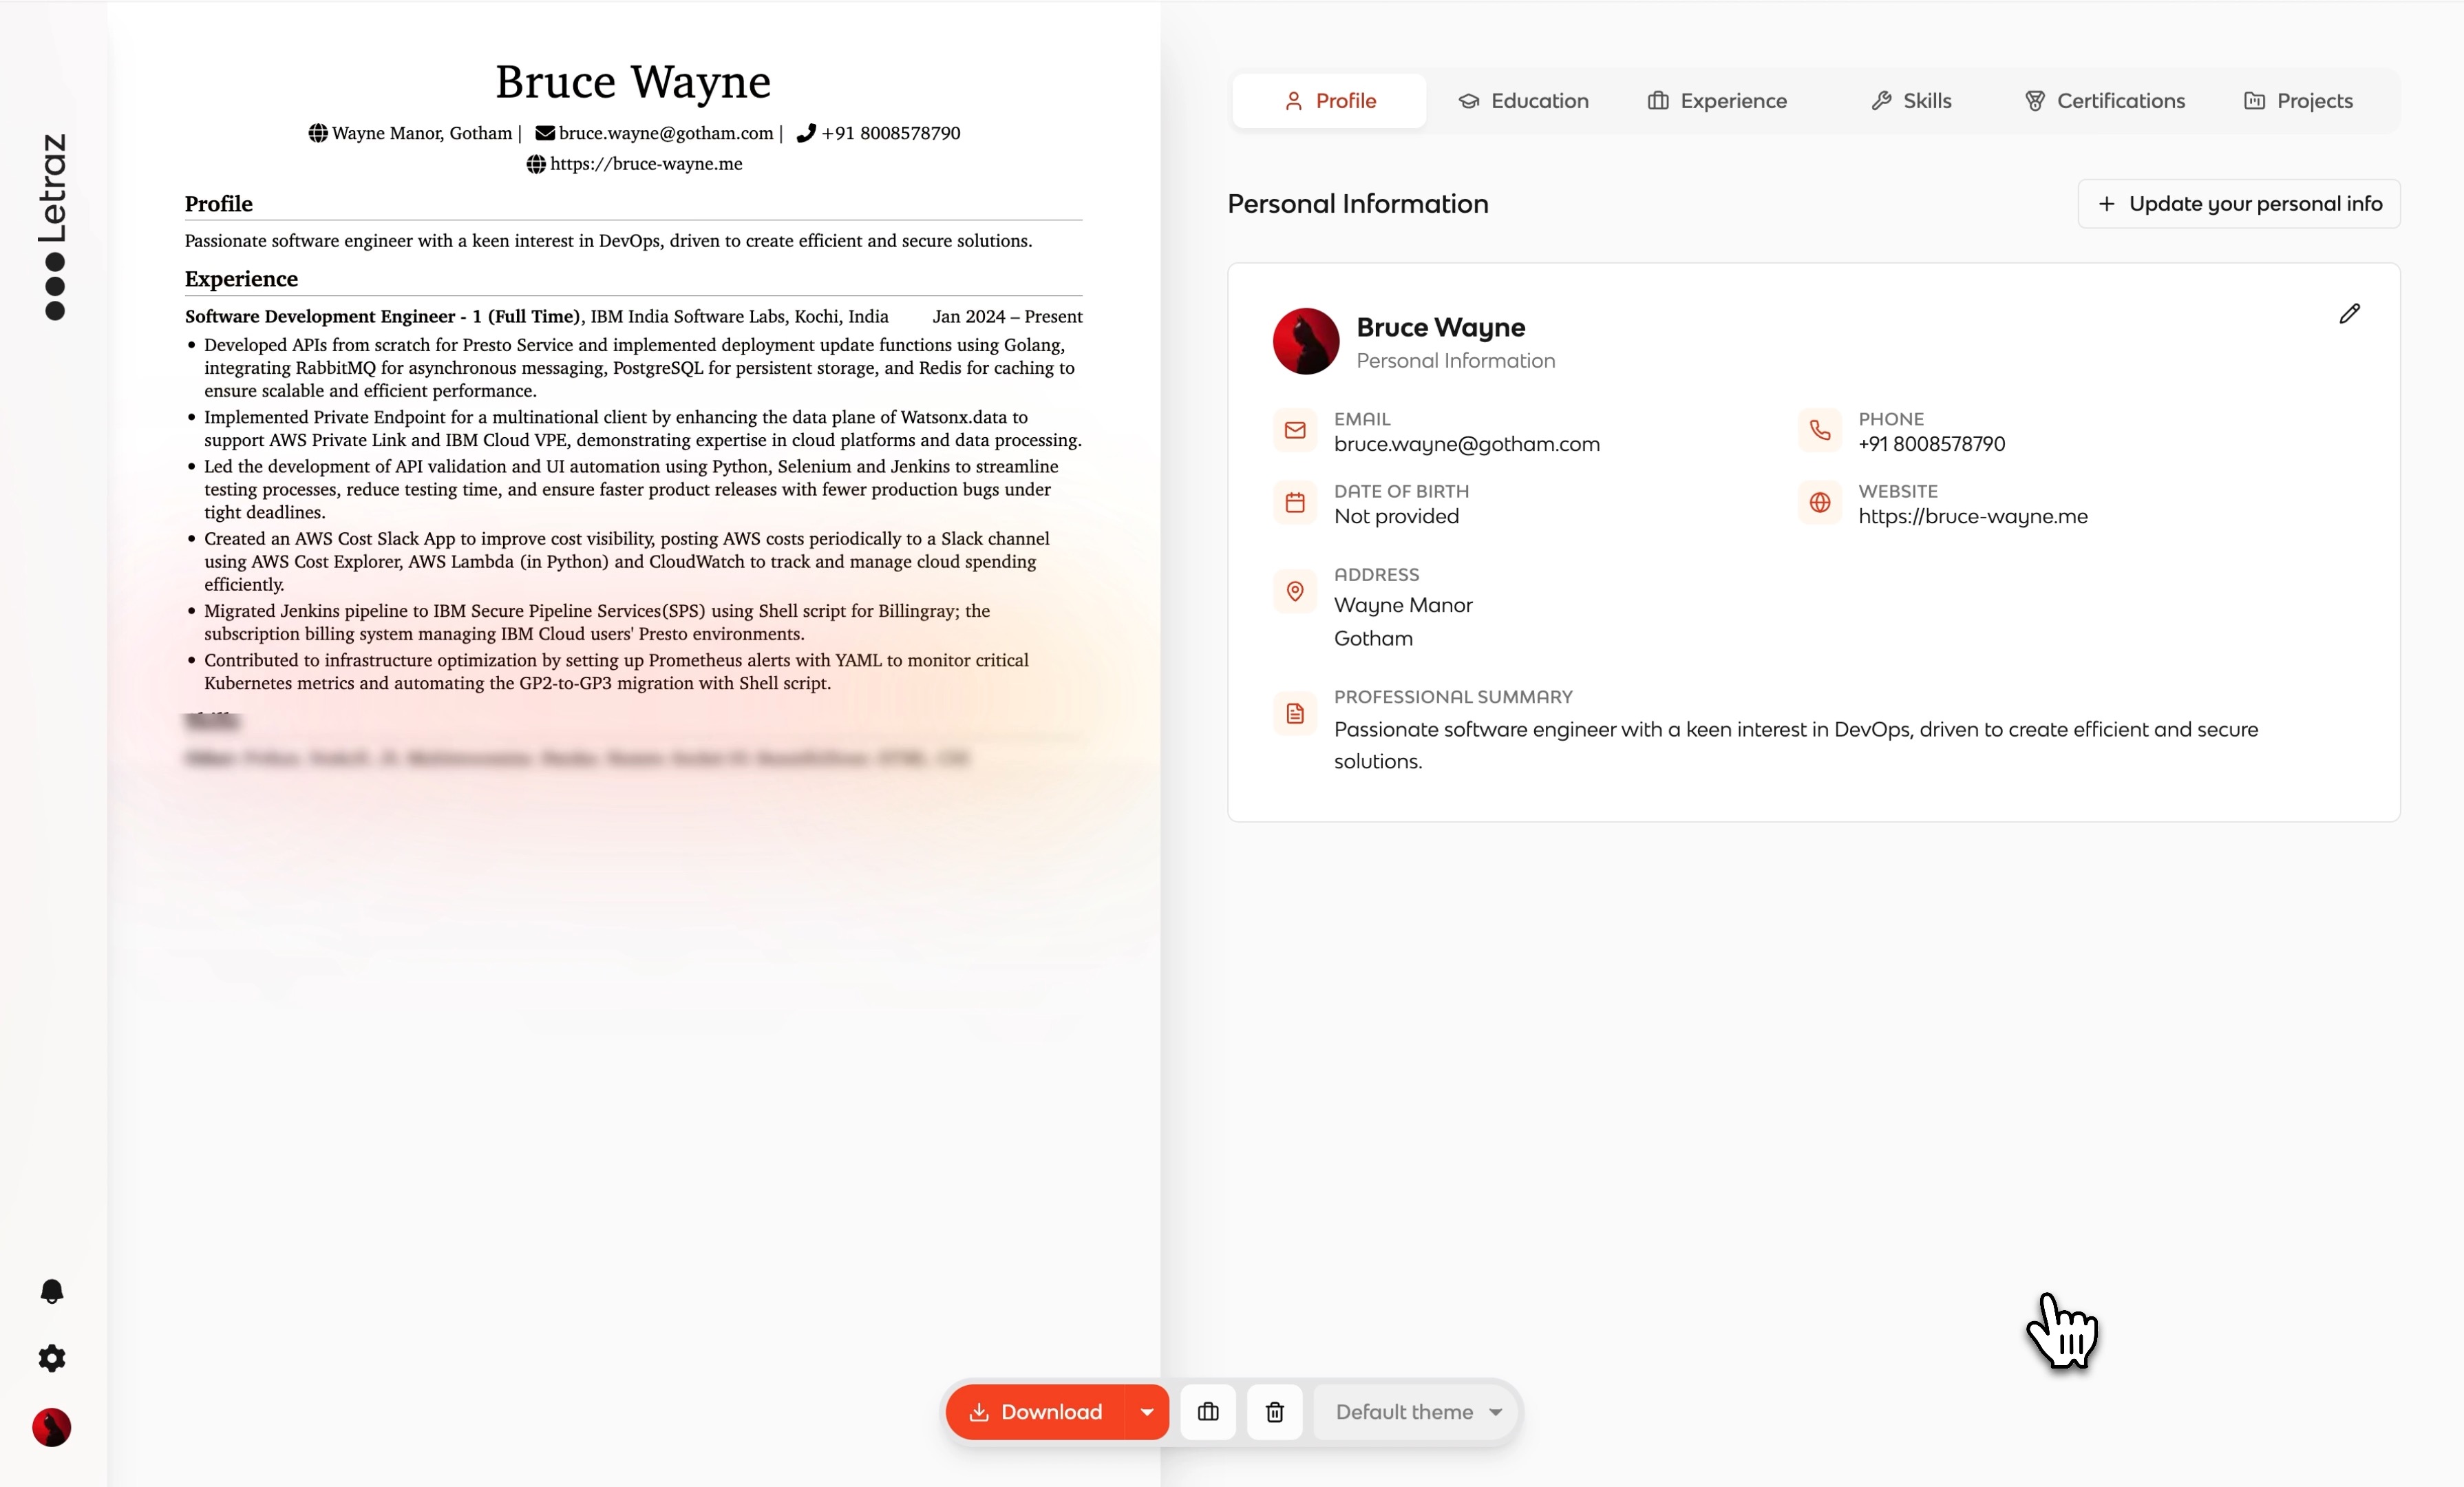 Letraz
Bruce Wayne
Wayne Manor, Gotham | bruce.wayne@gotham.com | +91 8008578790
https://bruce-wayne.me
Profile
Passionate software engineer with a keen interest in DevOps, driven to create efficient and secure solutions.
Experience
Software Development Engineer - 1 (Full Time), IBM India Software Labs, Kochi, India Jan 2024 – Present
• Developed APIs from scratch for Presto Service and implemented deployment update functions using Golang,
integrating RabbitMQ for asynchronous messaging, PostgreSQL for persistent storage, and Redis for caching to
ensure scalable and efficient performance.
• Implemented Private Endpoint for a multinational client by enhancing the data plane of Watsonx.data to
support AWS Private Link and IBM Cloud VPE, demonstrating expertise in cloud platforms and data processing.
• Led the development of API validation and UI automation using Python, Selenium and Jenkins to streamline
testing processes, reduce testing time, and ensure faster product releases with fewer production bugs under
tight deadlines.
• Created an AWS Cost Slack App to improve cost visibility, posting AWS costs periodically to a Slack channel
using AWS Cost Explorer, AWS Lambda (in Python) and CloudWatch to track and manage cloud spending
efficiently.
• Migrated Jenkins pipeline to IBM Secure Pipeline Services(SPS) using Shell script for Billingray; the
subscription billing system managing IBM Cloud users' Presto environments.
• Contributed to infrastructure optimization by setting up Prometheus alerts with YAML to monitor critical
Kubernetes metrics and automating the GP2-to-GP3 migration with Shell script.
Profile Education Experience Skills Certifications Projects
Personal Information
+ Update your personal info
Bruce Wayne
Personal Information
EMAIL
bruce.wayne@gotham.com
PHONE
+91 8008578790
DATE OF BIRTH
Not provided
WEBSITE
https://bruce-wayne.me
ADDRESS
Wayne Manor
Gotham
PROFESSIONAL SUMMARY
Passionate software engineer with a keen interest in DevOps, driven to create efficient and secure
solutions.
Download
Default theme